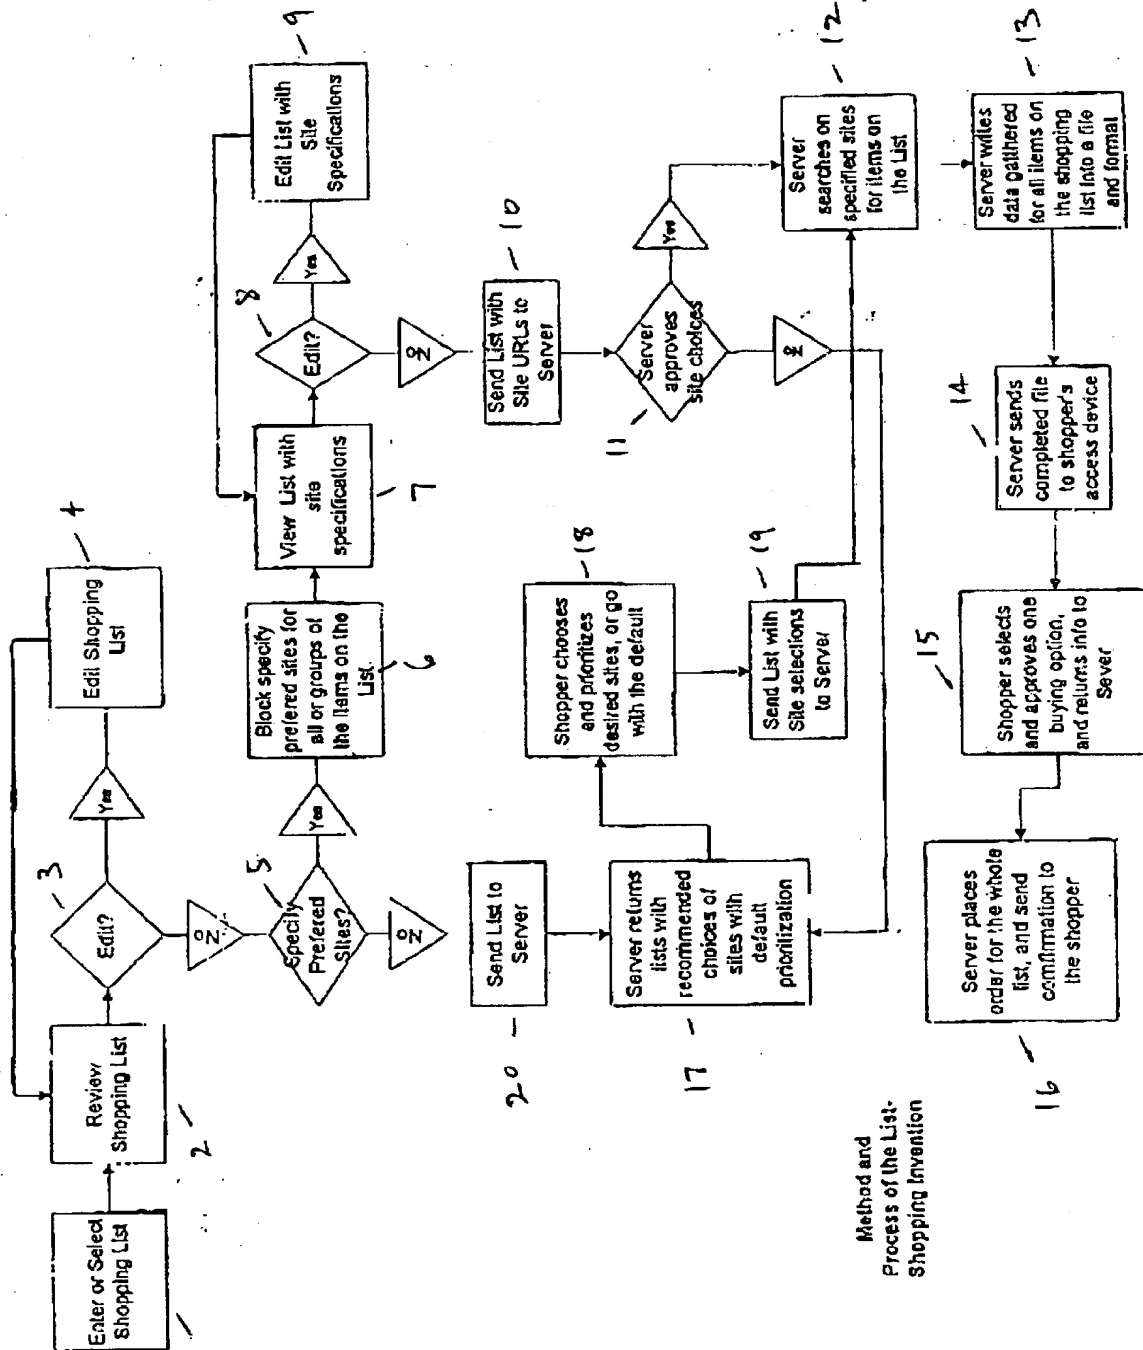 Enter or Select
Shopping List
Review
Shopping List
2
Edit?
3
Yes
Edit Shopping
List
4
No
Specify
Prefered
Sites?
5
Yes
Block specify
prefered sites for
all or groups of
the items on the
List.
6
View List with
site
specifications
7
Edit?
8
Yes
Edit List with
Site
Specifications
9
No
Send List with
Site URLs to
Server
10
Server
approves
site choices
11
Yes
Server
searches on
specified sites
for items on
the List
12
No
No
Send List to
Server
20
Server returns
lists with
recommended
choices of
sites with
default
prioritization
17
Shopper chooses
and prioritizes
desired sites, or go
with the default
18
Send List with
Site selections
to Server
19
Server writes
data gathered
for all items on
the shopping
list into a file
and format
13
Server sends
completed file
to shopper's
access device
14
Shopper selects
and approves one
buying option,
and returns info to
Sever
15
Server places
order for the whole
list, and send
confirmation to
the shopper
16
Method and
Process of the List-
Shopping Invention